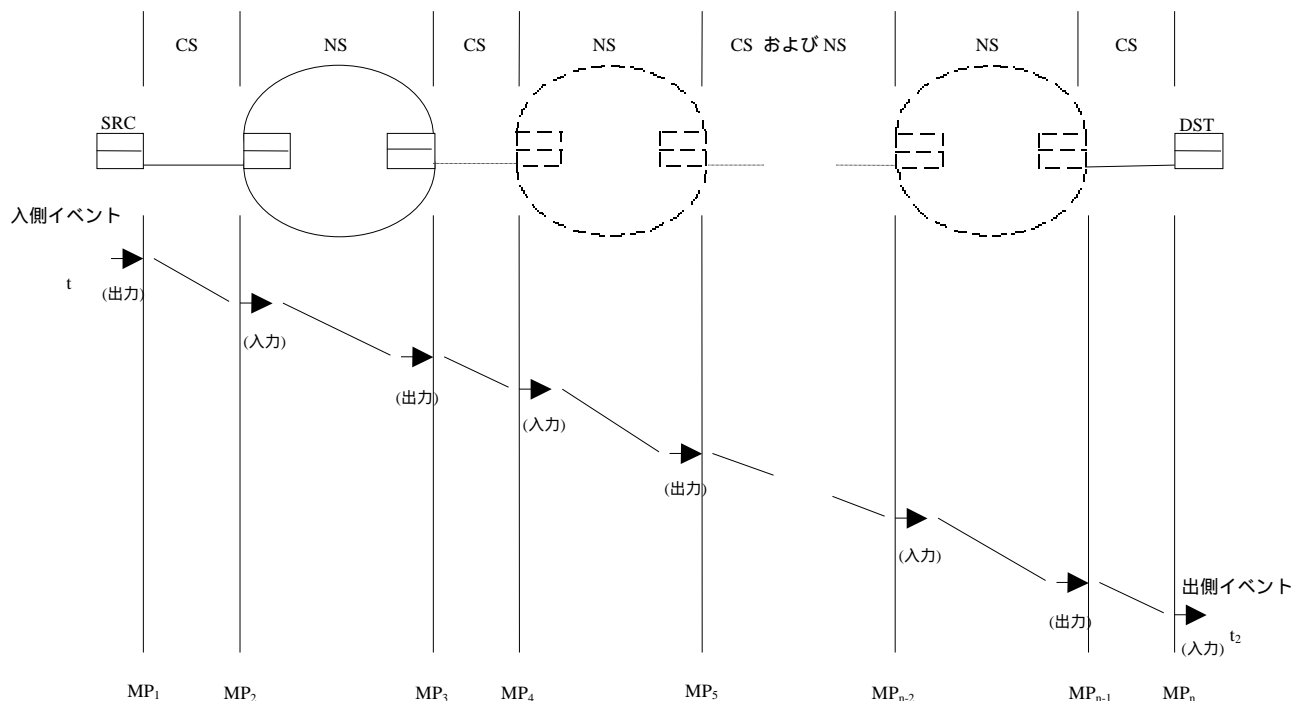 CS NS CS NS CS および NS NS CS
SRC DST
入側イベント
t (出力)
(入力)
(出力)
(入力)
(出力)
(入力)
(出力)
出側イベント
(入力) t₂
MP₁ MP₂ MP₃ MP₄ MP₅ MPₙ₋₂ MPₙ₋₁ MPₙ